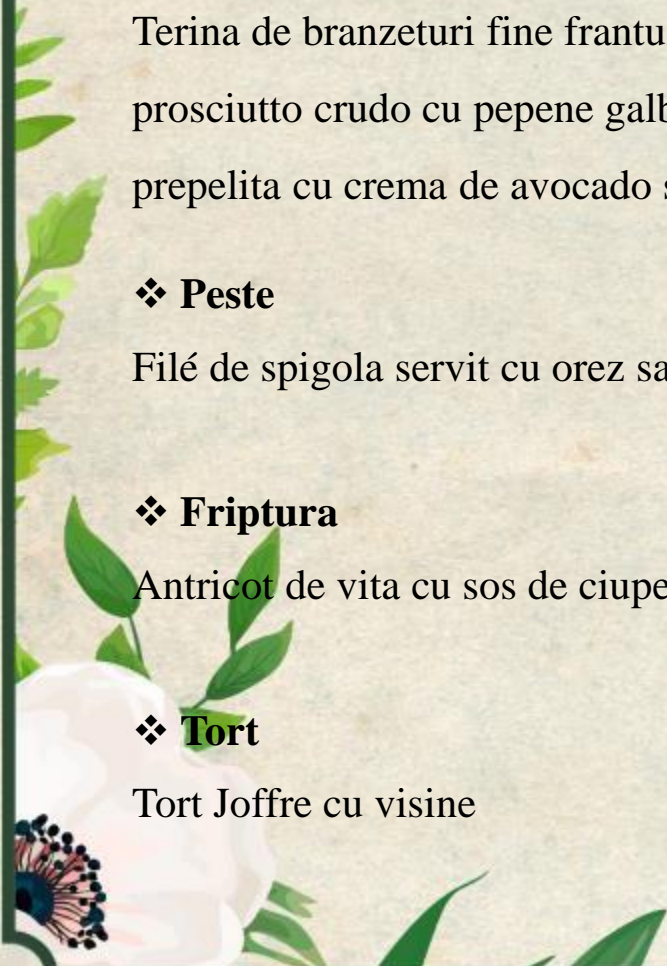 Terina de branzeturi fine frantu
prosciutto crudo cu pepene galb
prepelita cu crema de avocado
❖ Peste
Filé de spigola servit cu orez sa
❖ Friptura
Antricot de vita cu sos de ciupe
❖ Tort
Tort Joffre cu visine